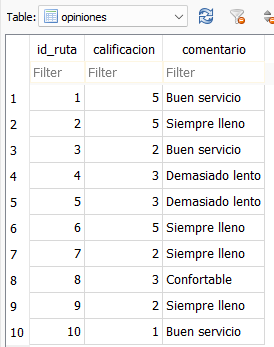 Table: opiniones
id_ruta calificacion comentario
Filter Filter Filter
1 1 5 Buen servicio
2 2 5 Siempre lleno
3 3 2 Buen servicio
4 4 3 Demasiado lento
5 5 3 Demasiado lento
6 6 5 Siempre lleno
7 7 2 Siempre lleno
8 8 3 Confortable
9 9 2 Siempre lleno
10 10 1 Buen servicio